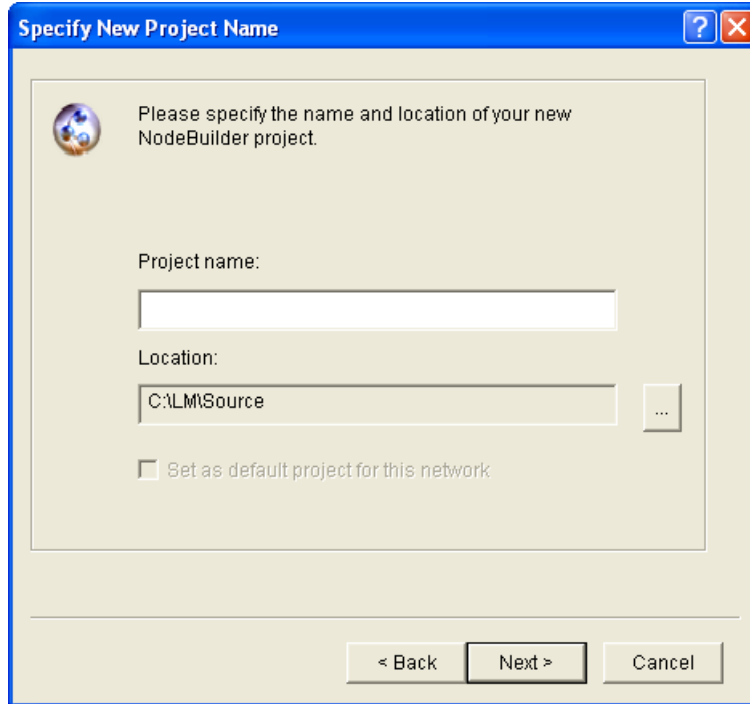 Specify New Project Name
Please specify the name and location of your new
NodeBuilder project.
Project name:
Location:
C:\LM\Source
...
Set as default project for this network
< Back Next > Cancel